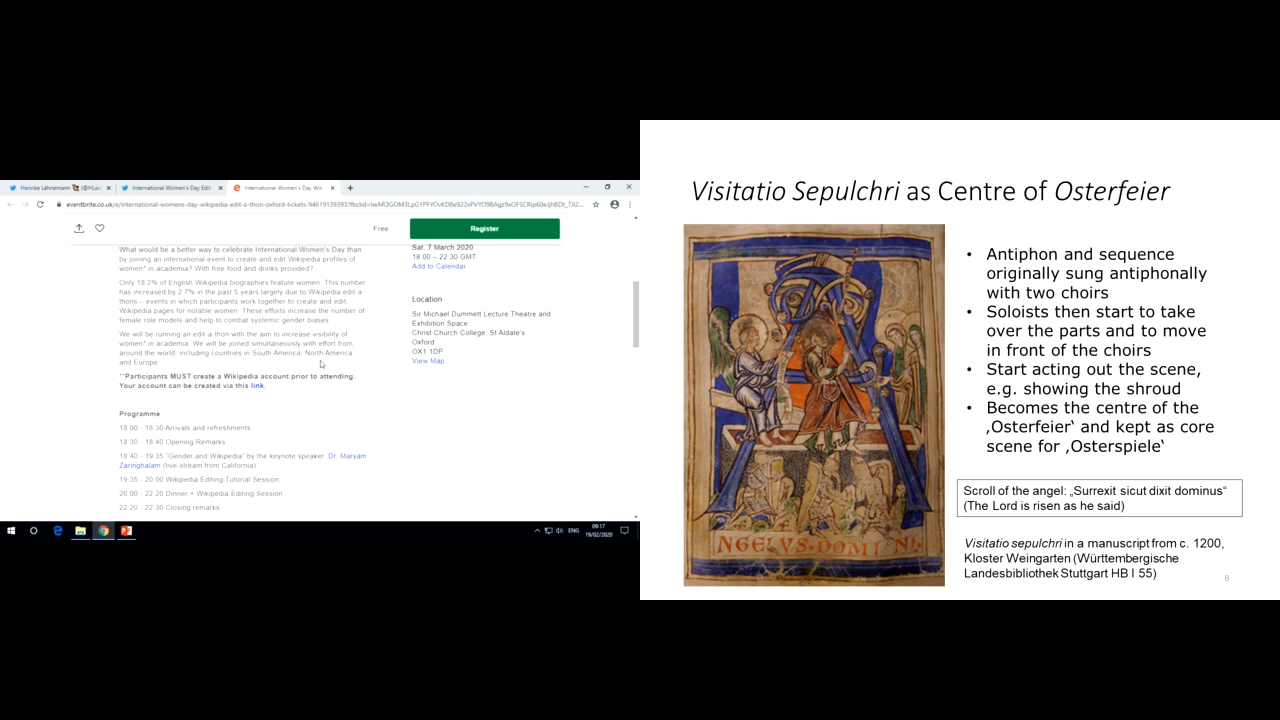 Henrike Lähnemann
International Women's Day Edit
International Women's Day Wik
Free
Register
What would be a better way to celebrate International Women's Day than
by joining an international event to create and edit Wikipedia profiles of
women* in academia? With free food and drinks provided?
Only 18.2% of English Wikipedia biographies feature women. This number
has increased by 2.7% in the past 5 years largely due to Wikipedia edit-a-
thons – events in which participants work together to create and edit
Wikipedia pages for notable women. These efforts increase the number of
female role models and help to combat systemic gender biases.
We will be running an edit-a-thon with the aim to increase visibility of
women* in academia. We will be joined simultaneously with effort from
around the world, including countries in South America, North America
and Europe.
**Participants MUST create a Wikipedia account prior to attending.
Your account can be created via this link.
Programme
18.00 - 18.30 Arrivals and refreshments
18.30 - 18.40 Opening Remarks
18.40 - 19.35 "Gender and Wikipedia" by the keynote speaker, Dr. Maryam
Zaringhalam (live-stream from California)
19.35 - 20.00 Wikipedia Editing Tutorial Session
20.00 - 22.20 Dinner + Wikipedia Editing Session
22.20 - Closing remarks
Sat, 7 March 2020
18:00 – 22:30 GMT
Add to Calendar
Location
Sir Michael Dummett Lecture Theatre and
Exhibition Space
Christ Church College, St Aldate's
Oxford
OX1 1DP
View Map
ENG
09:17
19/02/2020
Visitatio Sepulchri as Centre of Osterfeier
• Antiphon and sequence
originally sung antiphonally
with two choirs
• Soloists then start to take
over the parts and to move
in front of the choirs
• Start acting out the scene,
e.g. showing the shroud
• Becomes the centre of the
‚Osterfeier‘ and kept as core
scene for ‚Osterspiele‘
Scroll of the angel: „Surrexit sicut dixit dominus“
(The Lord is risen as he said)
Visitatio sepulchri in a manuscript from c. 1200,
Kloster Weingarten (Württembergische
Landesbibliothek Stuttgart HB I 55)
8
NGELVS·DOMINI